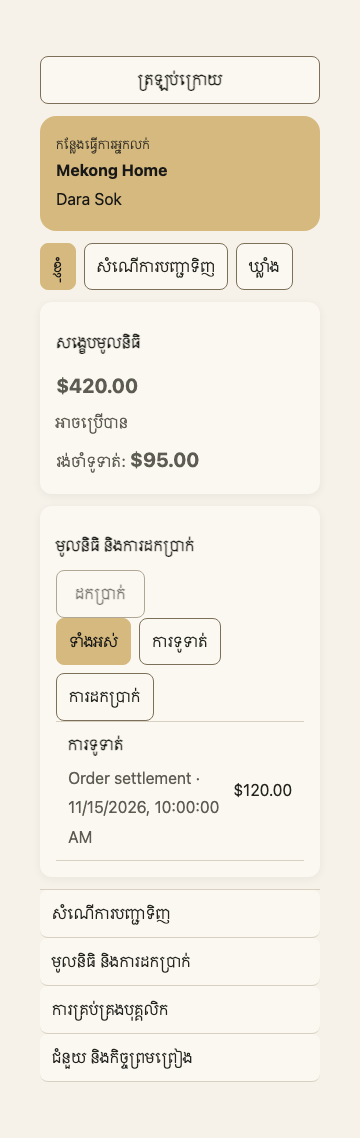 ត្រឡប់ក្រោយ
កន្លែងធ្វើការអ្នកលក់
Mekong Home
Dara Sok
ខ្ញុំ
សំណើការបញ្ជាទិញ
ឃ្លាំង
សង្ខេបមូលនិធិ
$420.00
អាចប្រើបាន
រង់ចាំទូទាត់: $95.00
មូលនិធិ និងការដកប្រាក់
ដកប្រាក់
ទាំងអស់
ការទូទាត់
ការដកប្រាក់
ការទូទាត់
Order settlement ·
11/15/2026, 10:00:00
AM
$120.00
សំណើការបញ្ជាទិញ
មូលនិធិ និងការដកប្រាក់
ការគ្រប់គ្រងបុគ្គលិក
ជំនួយ និងកិច្ចព្រមព្រៀង